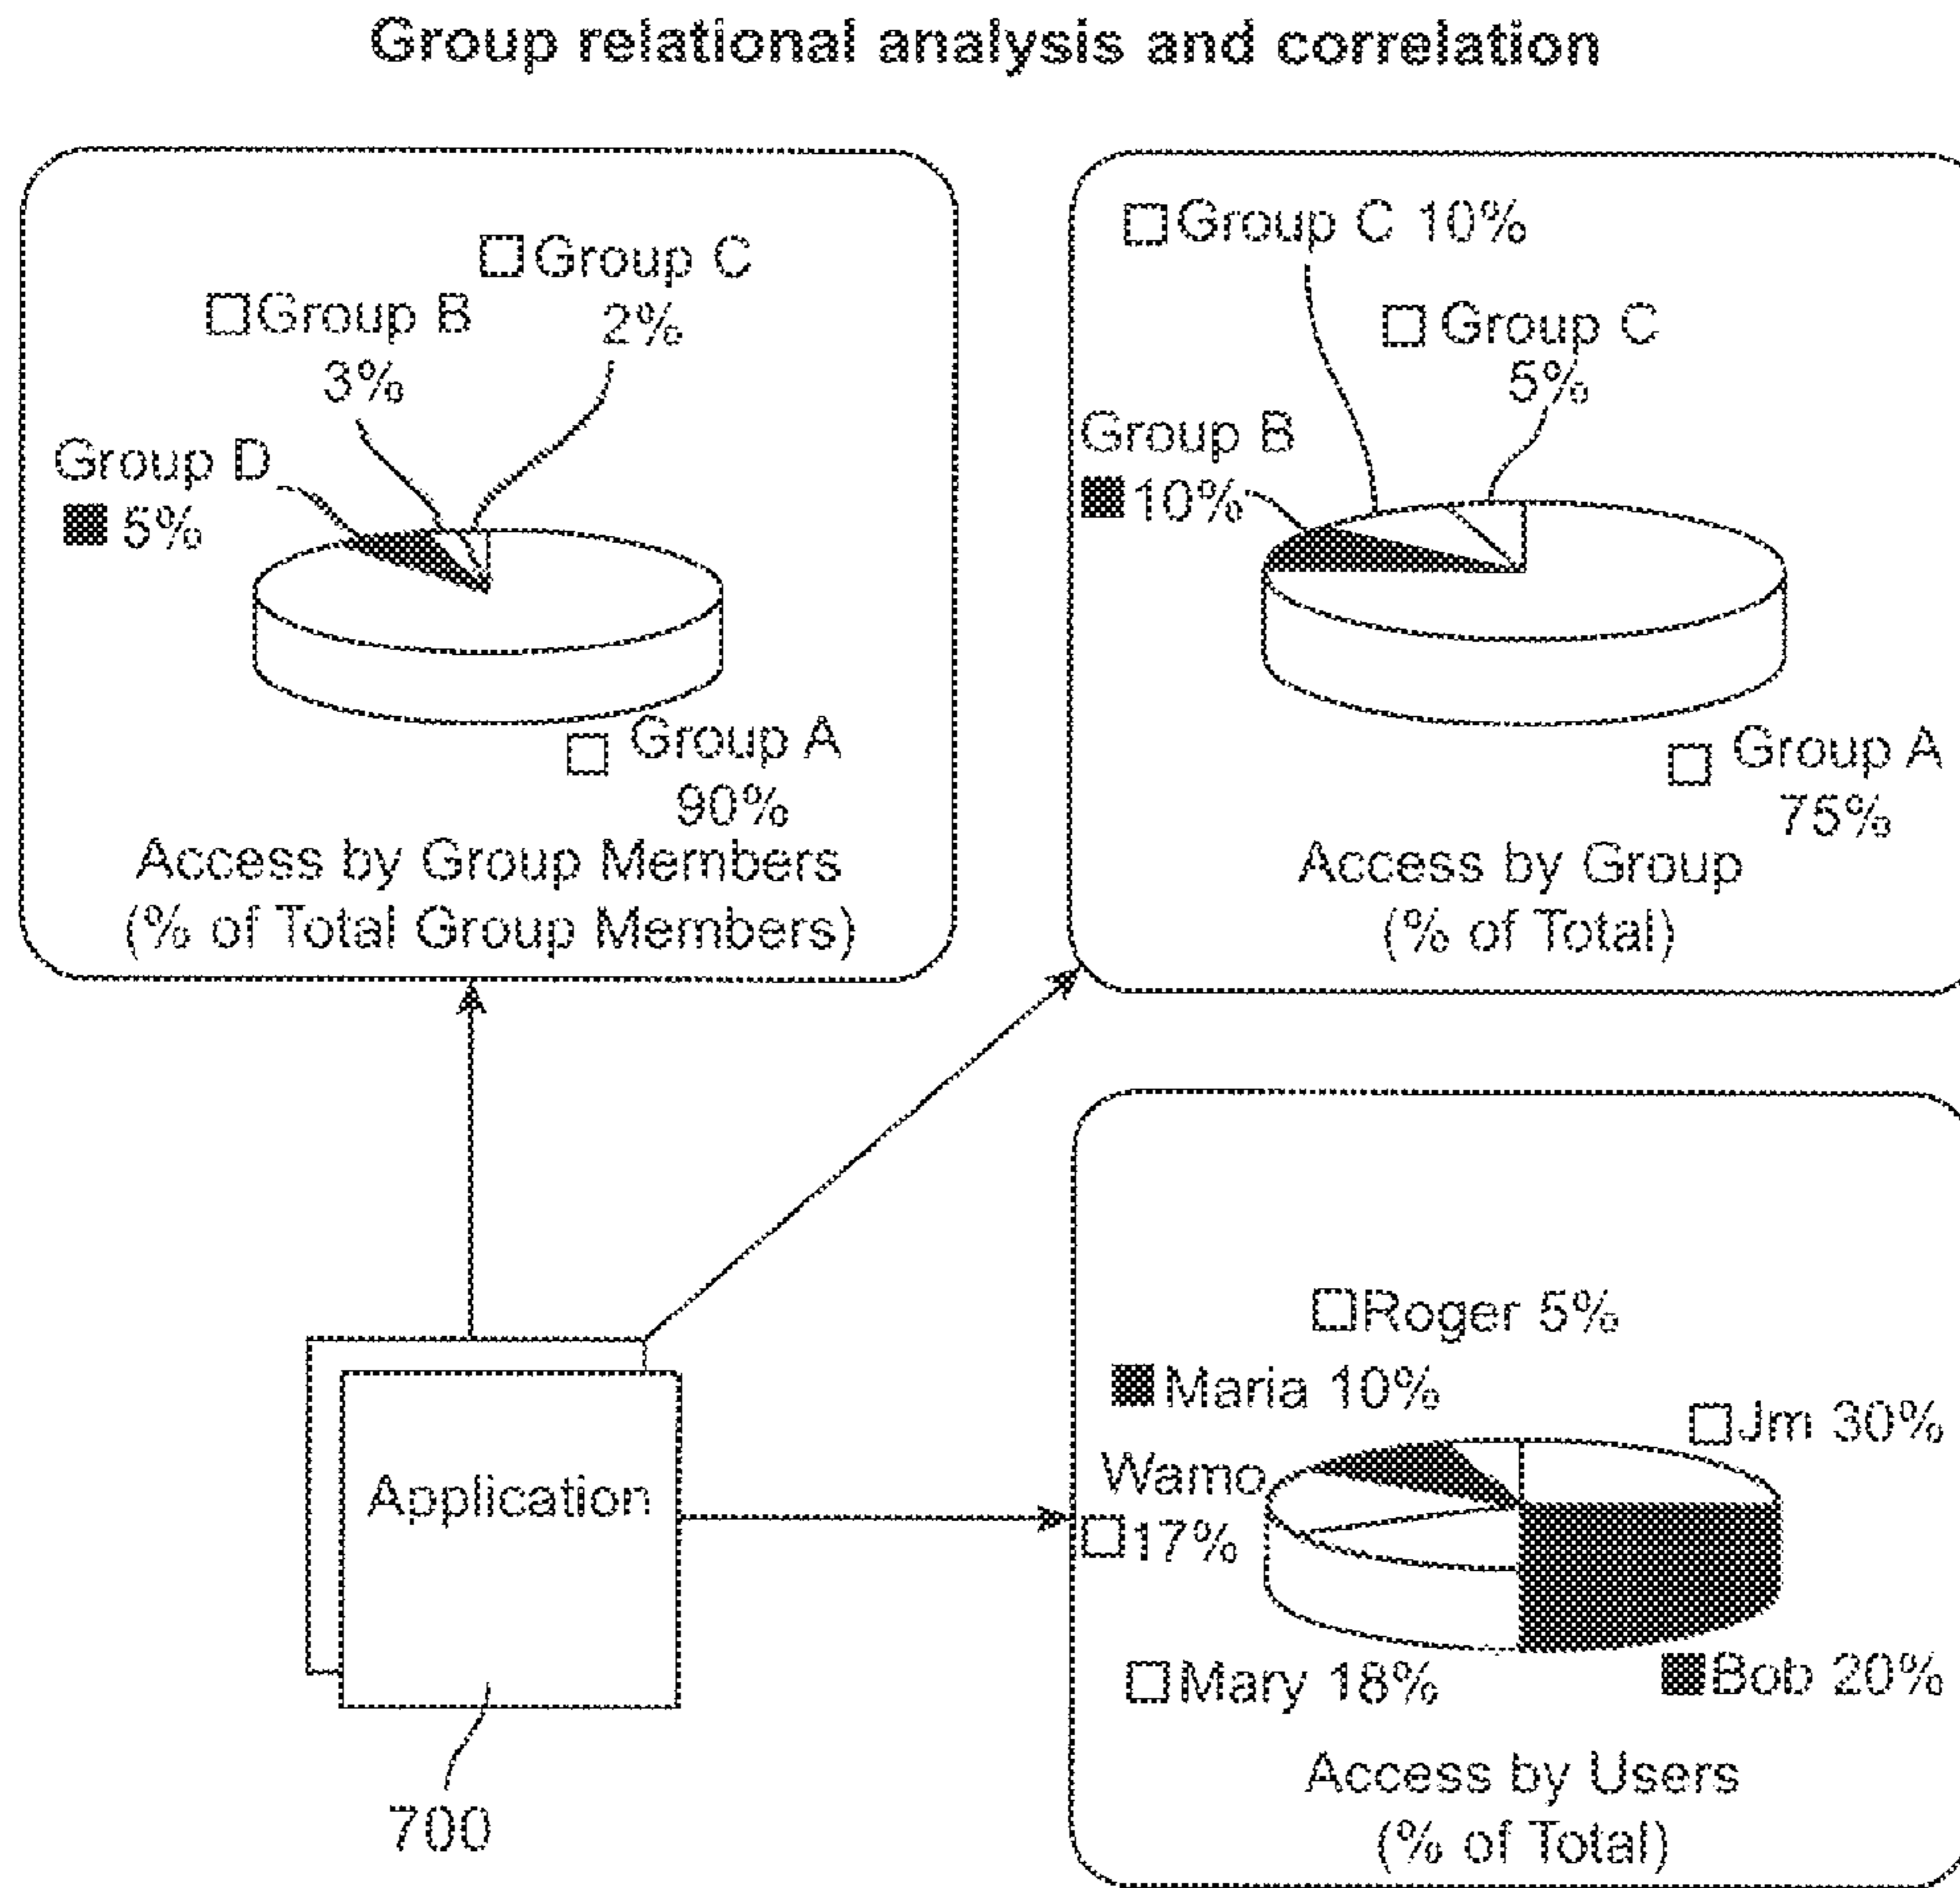 Group relational analysis and correlation
Group C
2%
Group B
3%
Group D
5%
Group A
90%
Access by Group Members
(% of Total Group Members)
Group C 10%
Group C
5%
Group B
10%
Group A
75%
Access by Group
(% of Total)
Application
700
Roger 5%
Maria 10%
Jm 30%
Wamo
17%
Mary 18%
Bob 20%
Access by Users
(% of Total)